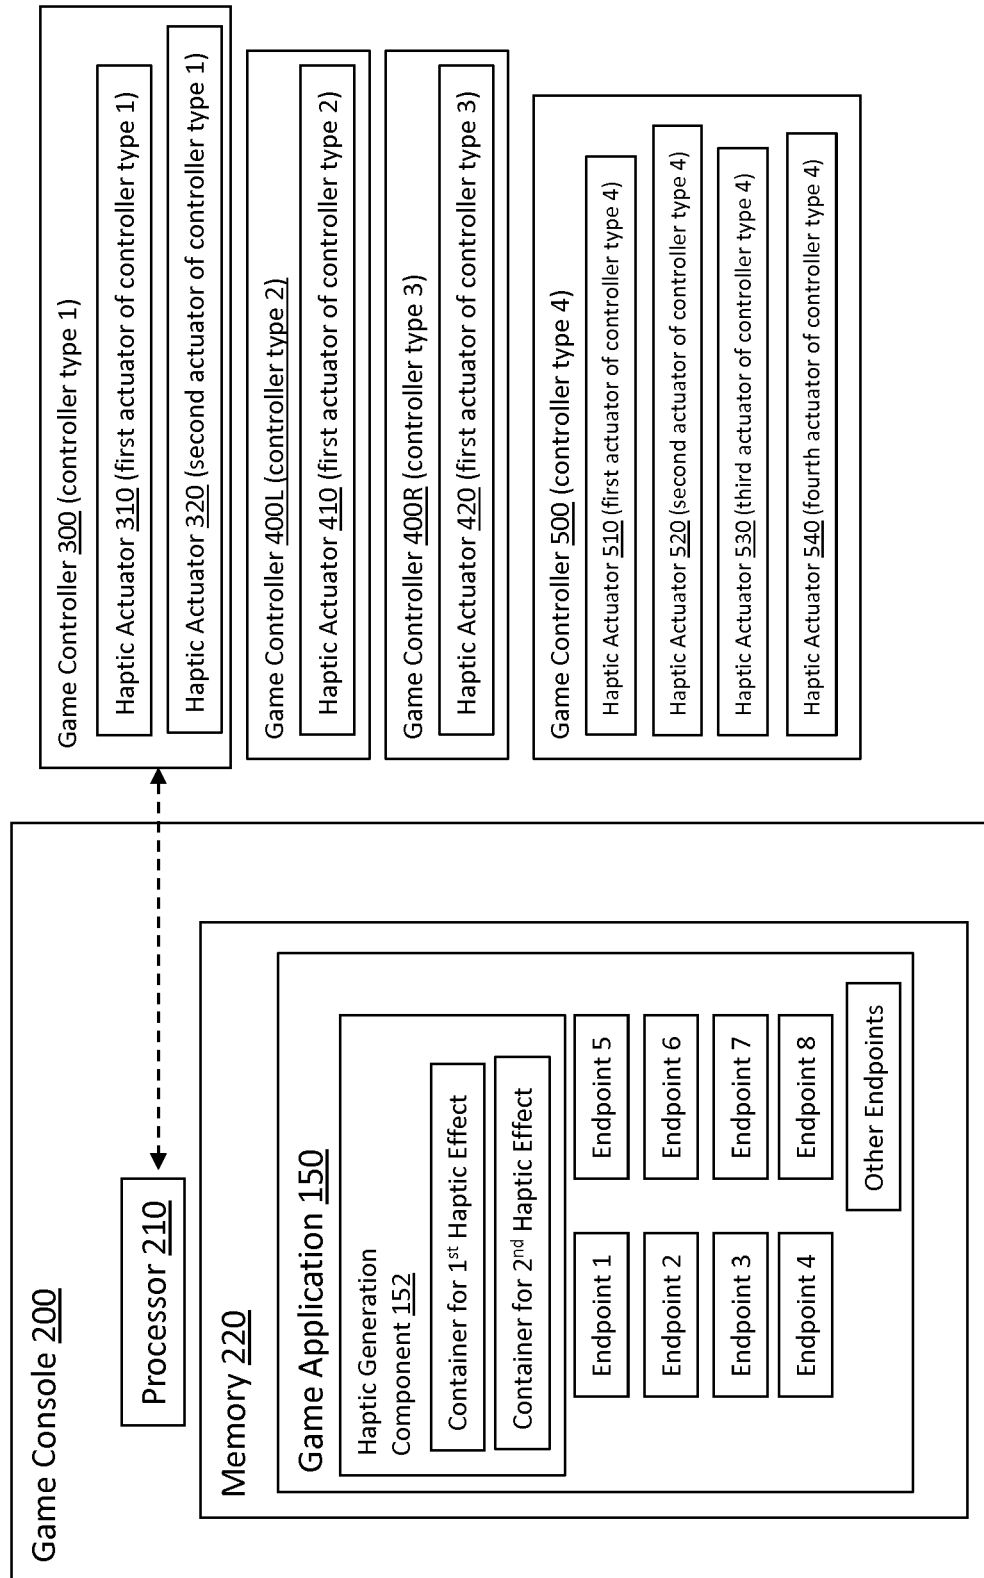 Game Console 200
Processor 210
Memory 220
Game Application 150
Haptic Generation
Component 152
Container for 1st Haptic Effect
Container for 2nd Haptic Effect
Endpoint 1
Endpoint 5
Endpoint 2
Endpoint 6
Endpoint 3
Endpoint 7
Endpoint 4
Endpoint 8
Other Endpoints
Game Controller 300 (controller type 1)
Haptic Actuator 310 (first actuator of controller type 1)
Haptic Actuator 320 (second actuator of controller type 1)
Game Controller 400L (controller type 2)
Haptic Actuator 410 (first actuator of controller type 2)
Game Controller 400R (controller type 3)
Haptic Actuator 420 (first actuator of controller type 3)
Game Controller 500 (controller type 4)
Haptic Actuator 510 (first actuator of controller type 4)
Haptic Actuator 520 (second actuator of controller type 4)
Haptic Actuator 530 (third actuator of controller type 4)
Haptic Actuator 540 (fourth actuator of controller type 4)